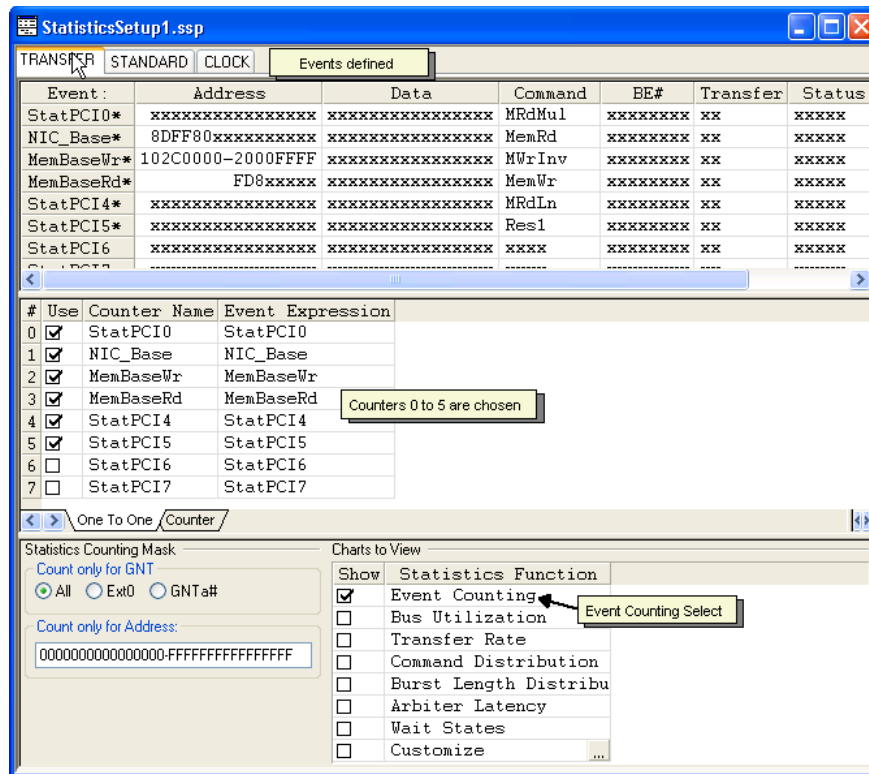 StatisticsSetup1.ssp
TRANSFER STANDARD CLOCK Events defined
Event: Address Data Command BE# Transfer Status
StatPCI0* xxxxxxxxxxxxxxxx xxxxxxxxxxxxxxxx MRdMul xxxxxxxx xx xxxxx
NIC_Base* 8DFF80xxxxxxxxxx xxxxxxxxxxxxxxxx MemRd xxxxxxxx xx xxxxx
MemBaseWr* 102C0000-2000FFFF xxxxxxxxxxxxxxxx MWrInv xxxxxxxx xx xxxxx
MemBaseRd* FD8xxxxx xxxxxxxxxxxxxxxx MemWr xxxxxxxx xx xxxxx
StatPCI4* xxxxxxxxxxxxxxxx xxxxxxxxxxxxxxxx MRdLn xxxxxxxx xx xxxxx
StatPCI5* xxxxxxxxxxxxxxxx xxxxxxxxxxxxxxxx Res1 xxxxxxxx xx xxxxx
StatPCI6 xxxxxxxxxxxxxxxx xxxxxxxxxxxxxxxx xxxx xxxxxxxx xx xxxxx
# Use Counter Name Event Expression
0 StatPCI0 StatPCI0
1 NIC_Base NIC_Base
2 MemBaseWr MemBaseWr
3 MemBaseRd MemBaseRd
Counters 0 to 5 are chosen
4 StatPCI4 StatPCI4
5 StatPCI5 StatPCI5
6 StatPCI6 StatPCI6
7 StatPCI7 StatPCI7
One To One Counter
Statistics Counting Mask
Count only for GNT
All Ext0 GNTa#
Count only for Address:
0000000000000000-FFFFFFFFFFFFFFFF
Charts to View
Show Statistics Function
Event Counting
Event Counting Select
Bus Utilization
Transfer Rate
Command Distribution
Burst Length Distribu
Arbiter Latency
Wait States
Customize ...